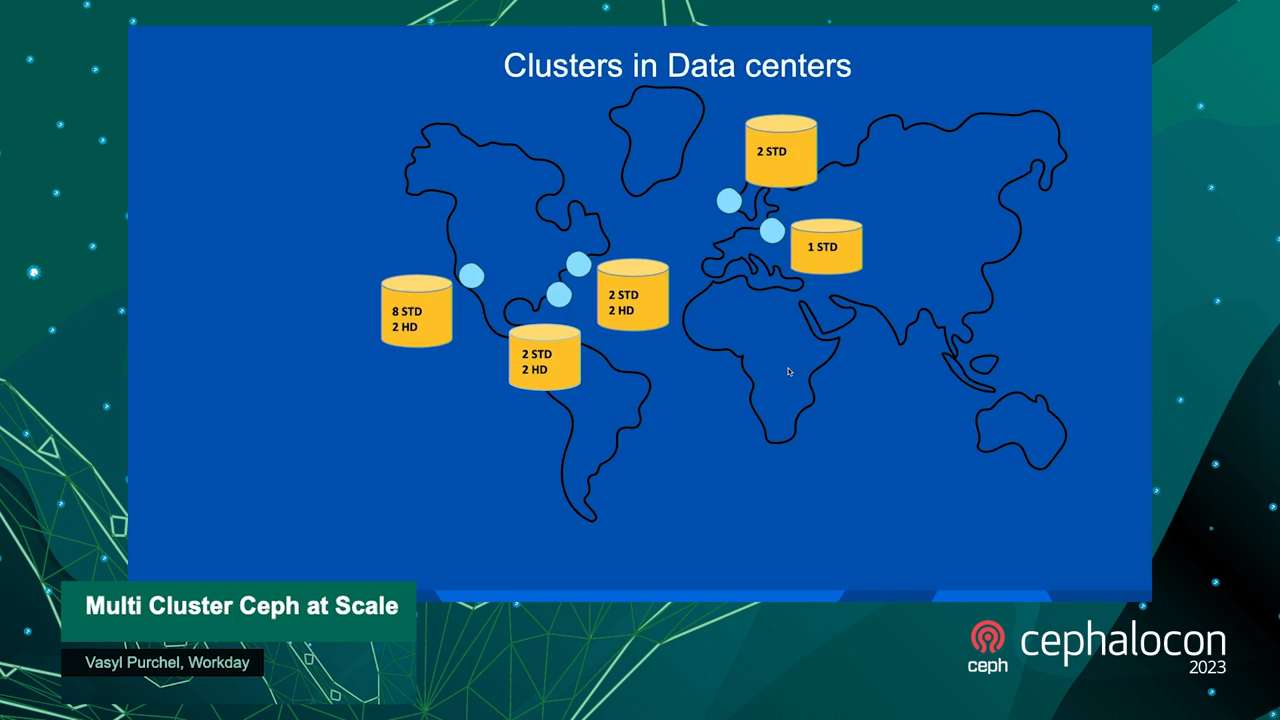 Clusters in Data centers
2 STD
1 STD
2 STD
2 HD
8 STD
2 HD
2 STD
2 HD
Multi Cluster Ceph at Scale
Vasyl Purchel, Workday
ceph
cephalocon
2023